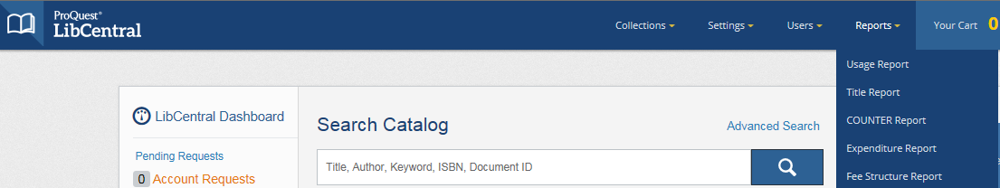 ProQuest®
LibCentral
Collections
Settings
Users
Reports
Your Cart 0
Usage Report
Title Report
COUNTER Report
Expenditure Report
Fee Structure Report
LibCentral Dashboard
Pending Requests
0 Account Requests
Search Catalog
Advanced Search
Title, Author, Keyword, ISBN, Document ID